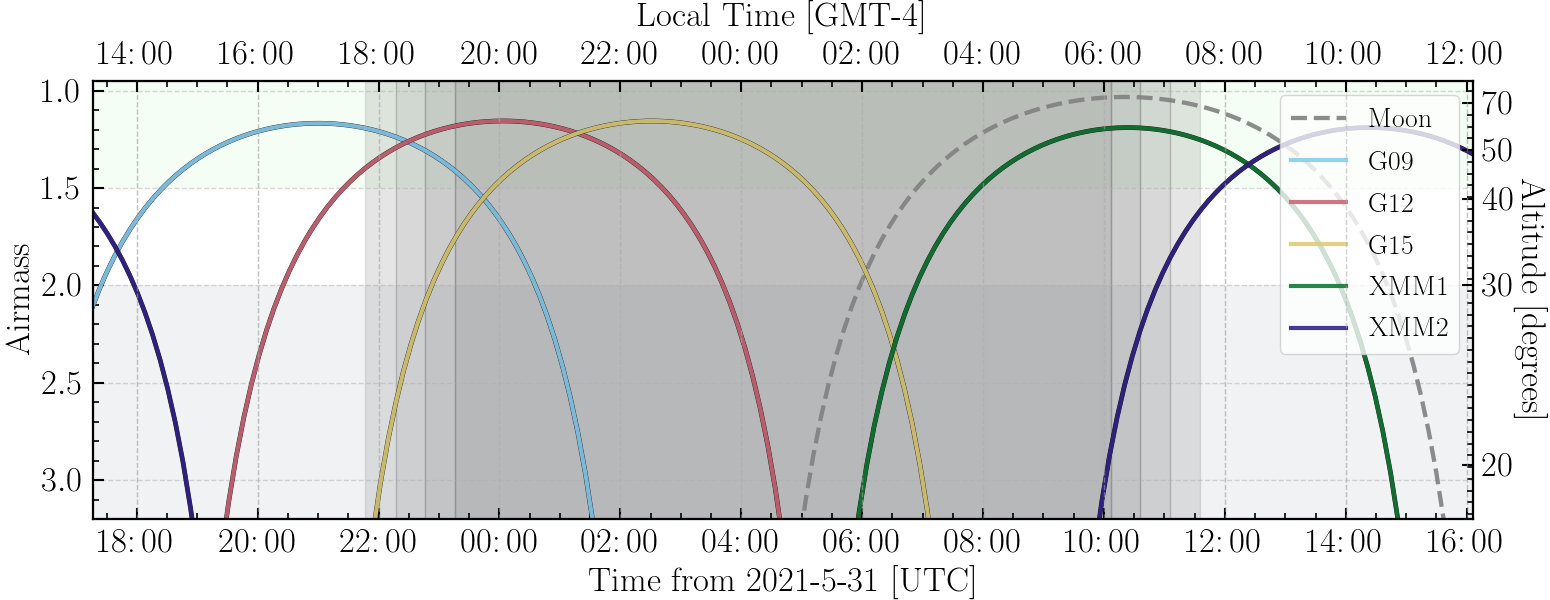 Local Time [GMT-4]
14:00 16:00 18:00 20:00 22:00 00:00 02:00 04:00 06:00 08:00 10:00 12:00
Airmass
1.0
1.5
2.0
2.5
3.0
Moon
G09
G12
G15
XMM1
XMM2
70
50
40
30
20
Altitude [degrees]
18:00 20:00 22:00 00:00 02:00 04:00 06:00 08:00 10:00 12:00 14:00 16:00
Time from 2021-5-31 [UTC]